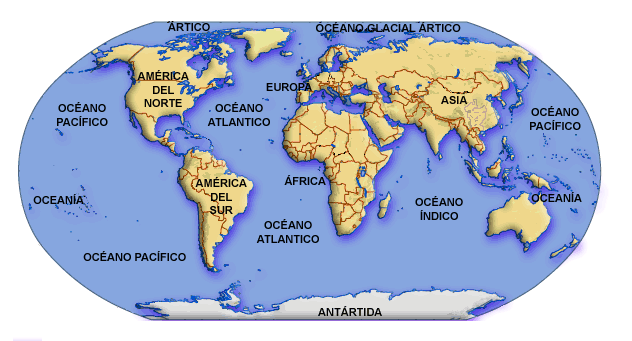 ÁRTICO
OCÉANO GLACIAL ÁRTICO
AMÉRICA
DEL
NORTE
EUROPA
ASIA
OCÉANO
PACÍFICO
OCÉANO
ATLANTICO
OCÉANO
PACÍFICO
OCEANÍA
AMÉRICA
DEL
SUR
ÁFRICA
OCÉANO
ÍNDICO
OCEANÍA
OCÉANO
ATLANTICO
OCÉANO PACÍFICO
ANTÁRTIDA